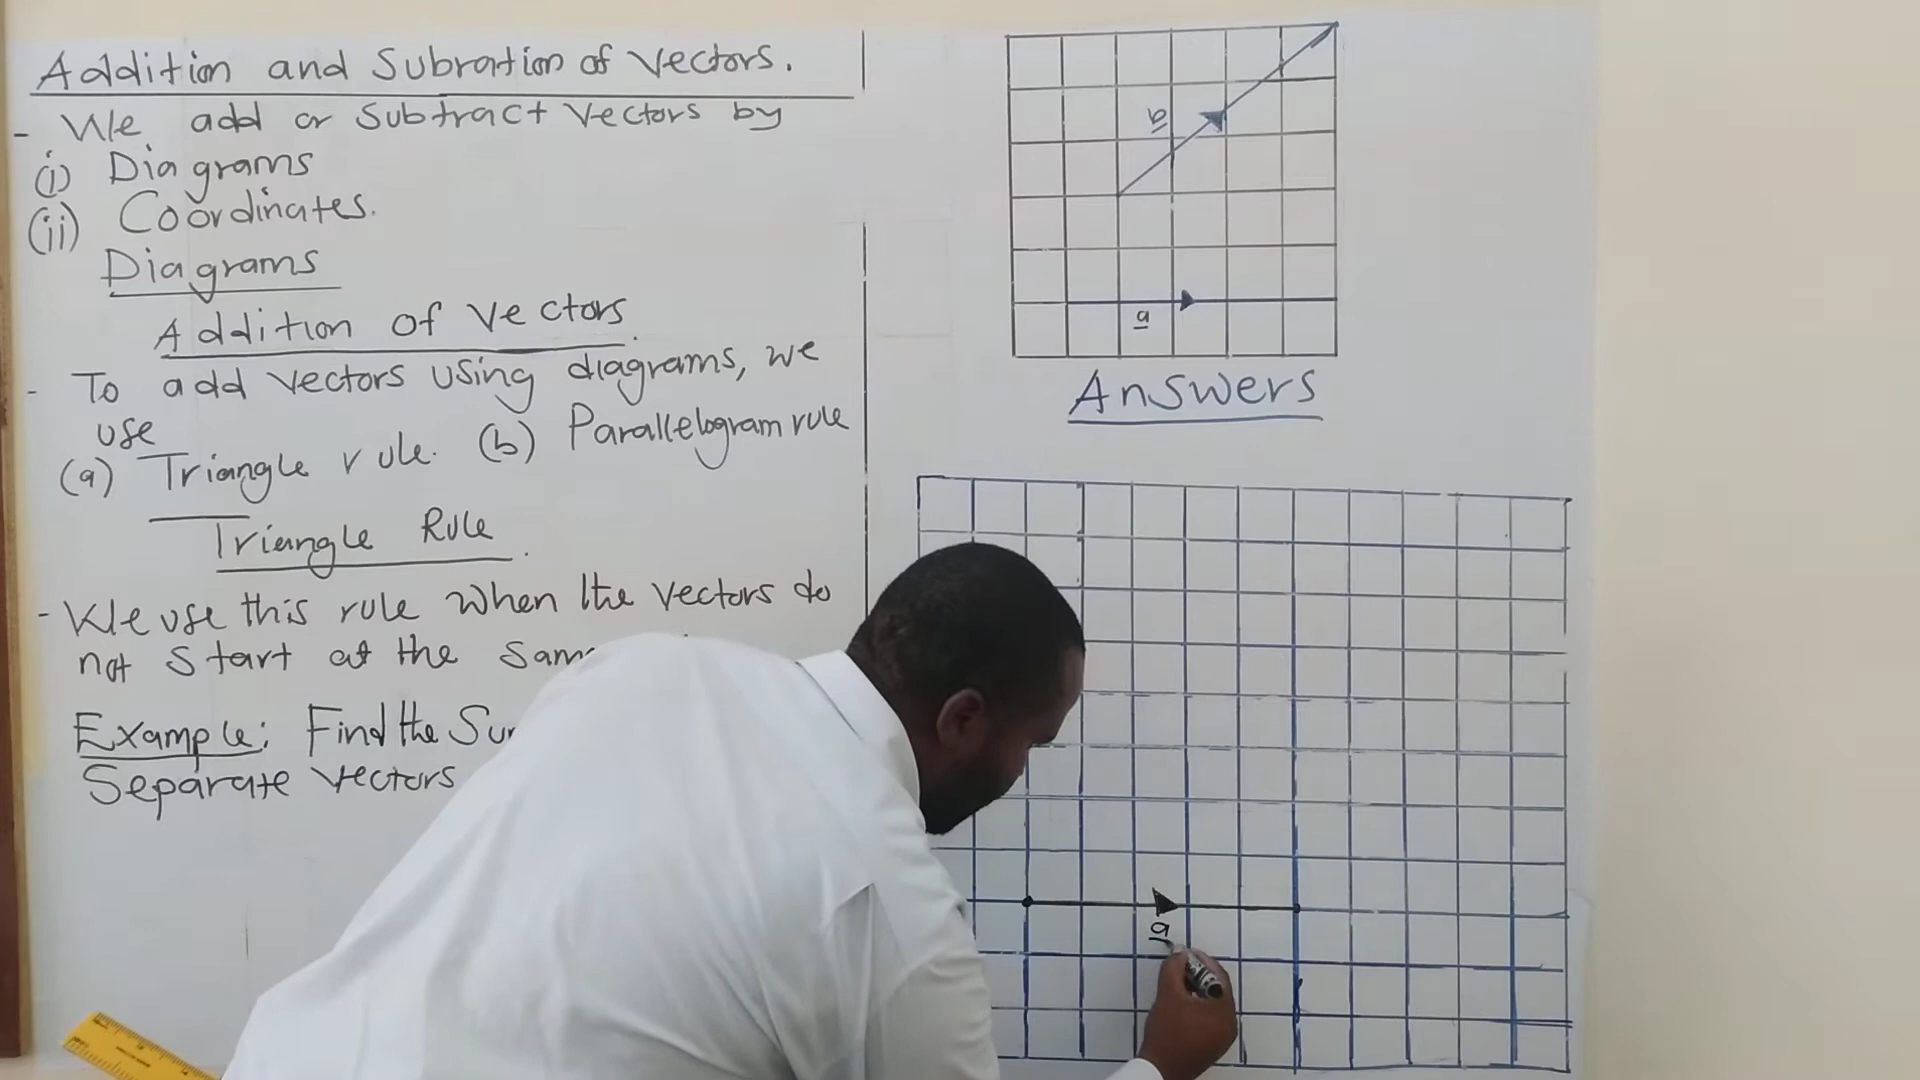 Addition and Subration of Vectors.
- We add or Subtract Vectors by
(i) Diagrams
(ii) Coordinates.
Diagrams
Addition of Vectors.
- To add Vectors using diagrams, we
use
(a) Triangle rule. (b) Parallelogram rule
Triangle Rule.
- We use this rule when the vectors do
not start at the
Example: Find the
Separate vectors
b
a
Answers
a